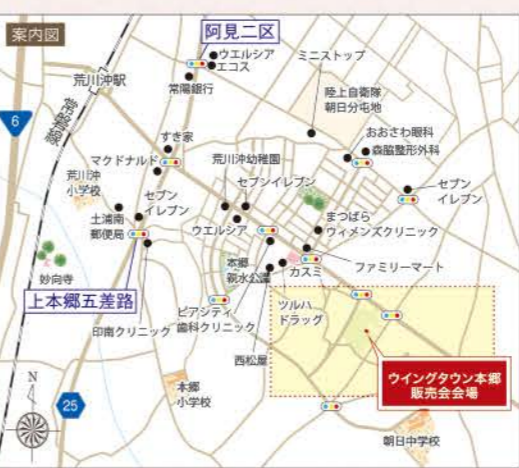 案内図
阿見二区
ウエルシア
エコス
ミニストップ
荒川沖駅
常陽銀行
陸上自衛隊
朝日分屯地
6
常磐線
すき家
おおさわ眼科
森脇整形外科
マクドナルド
荒川沖幼稚園
荒川沖
小学校
セブン
イレブン
セブンイレブン
セブン
イレブン
土浦南
郵便局
ウエルシア
まつばら
ウィメンズクリニック
妙向寺
本郷
親水公園
カスミ
ファミリーマート
上本郷五差路
印南クリニック
ピアシティ
歯科クリニック
ツルハ
ドラッグ
西松屋
ウイングタウン本郷
販売会会場
N
25
本郷
小学校
朝日中学校